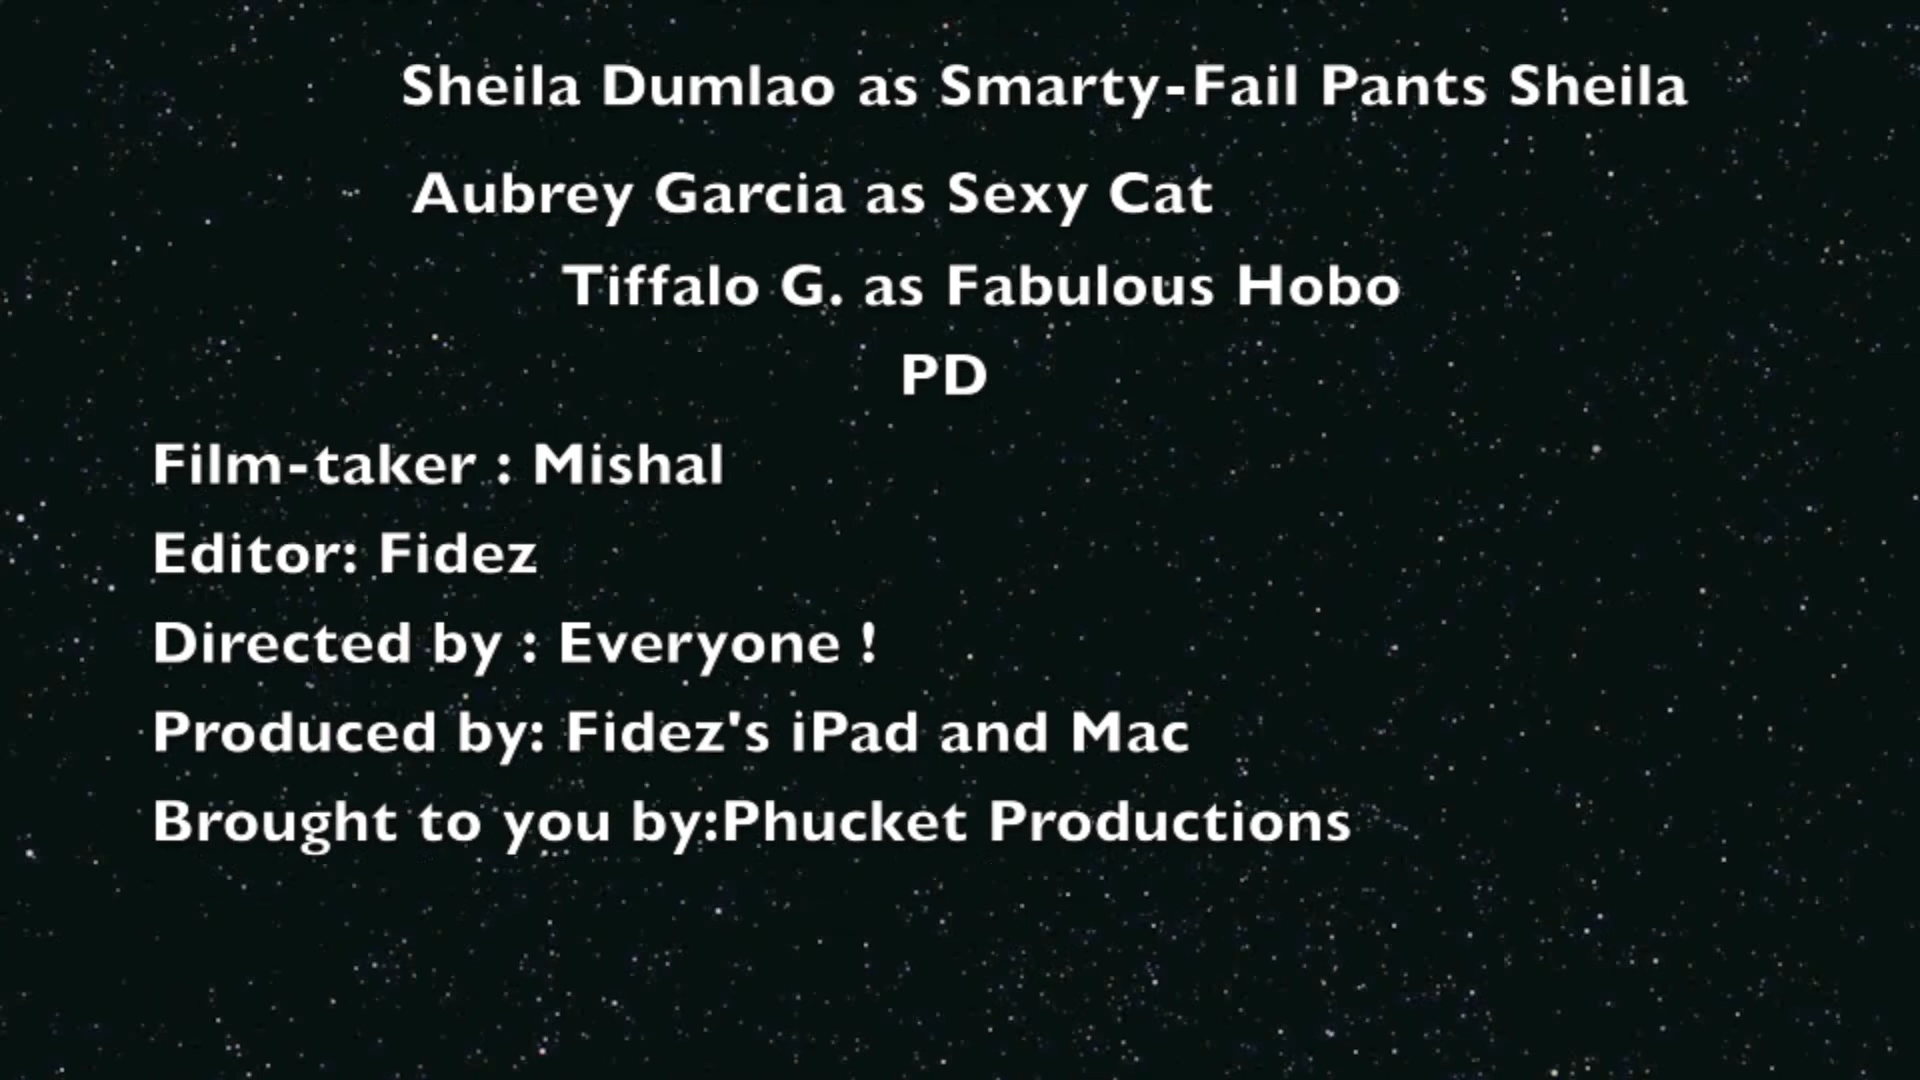 Sheila Dumlao as Smarty-Fail Pants Sheila
Aubrey Garcia as Sexy Cat
Tiffalo G. as Fabulous Hobo
PD
Film-taker : Mishal
Editor: Fidez
Directed by : Everyone !
Produced by: Fidez's iPad and Mac
Brought to you by:Phucket Productions